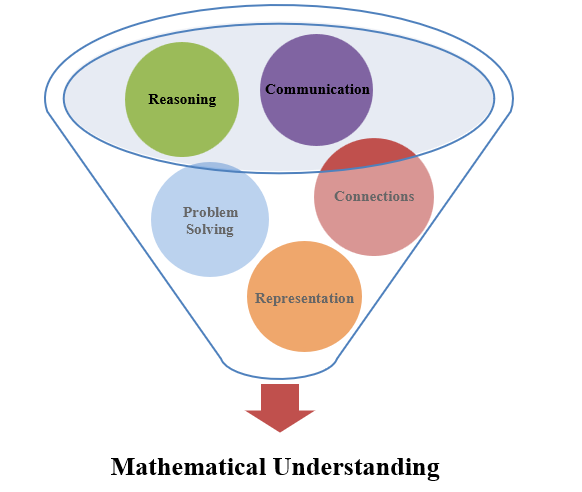 Reasoning
Communication
Problem
Solving
Connections
Representation
Mathematical Understanding